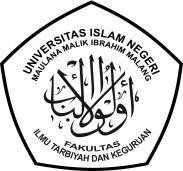 UNIVERSITAS ISLAM NEGERI
MAULANA MALIK IBRAHIM MALANG
أولوا الألباب
FAKULTAS
ILMU TARBIYAH DAN KEGURUAN